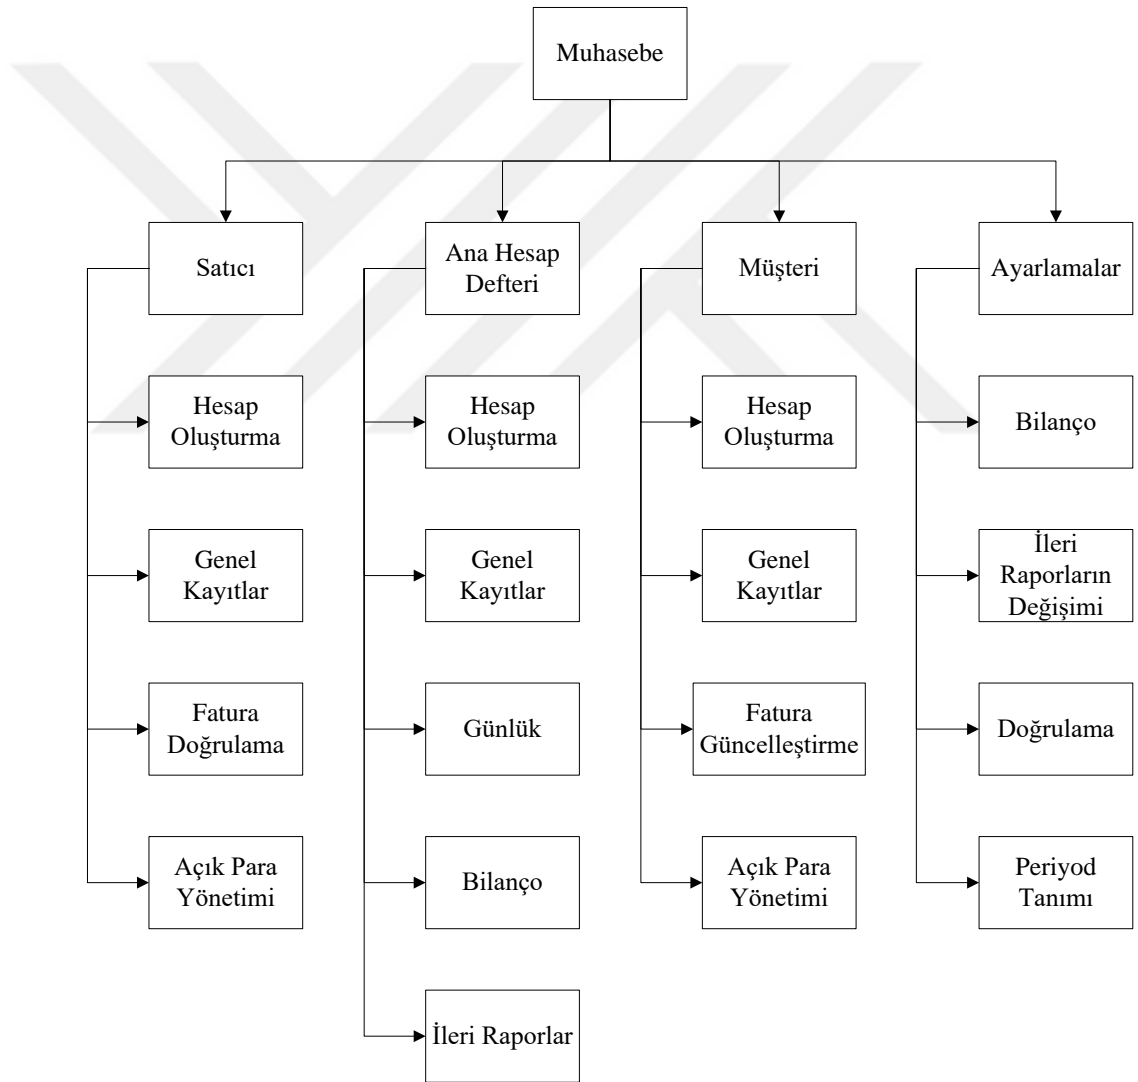 Muhasebe
Satıcı
Ana Hesap
Defteri
Müşteri
Ayarlamalar
Hesap
Oluşturma
Hesap
Oluşturma
Hesap
Oluşturma
Bilanço
Genel
Kayıtlar
Genel
Kayıtlar
Genel
Kayıtlar
İleri
Raporların
Değişimi
Fatura
Doğrulama
Günlük
Fatura
Güncelleştirme
Doğrulama
Açık Para
Yönetimi
Bilanço
Açık Para
Yönetimi
Periyod
Tanımı
İleri Raporlar